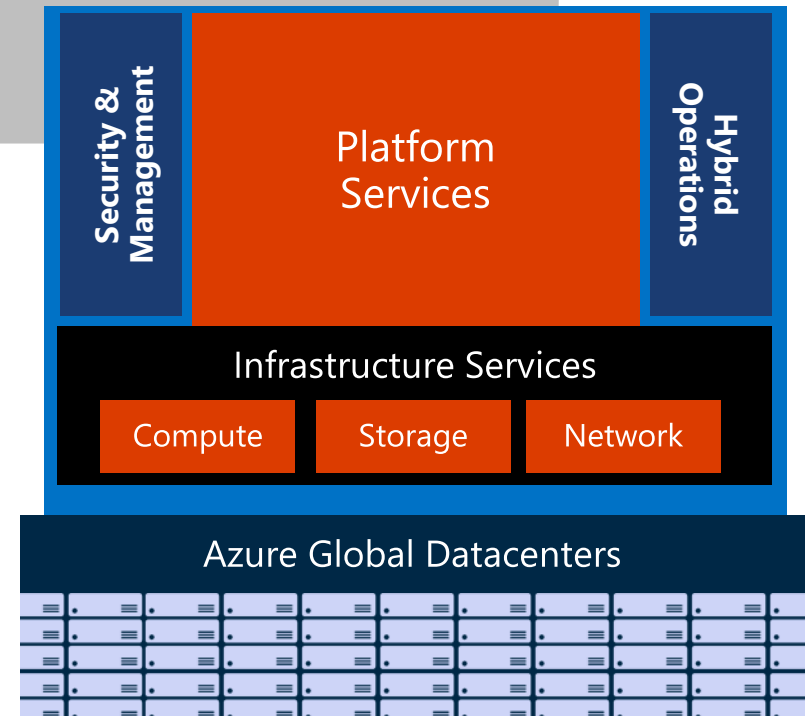 Security &
Management
Platform
Services
Hybrid
Operations
Infrastructure Services
Compute
Storage
Network
Azure Global Datacenters